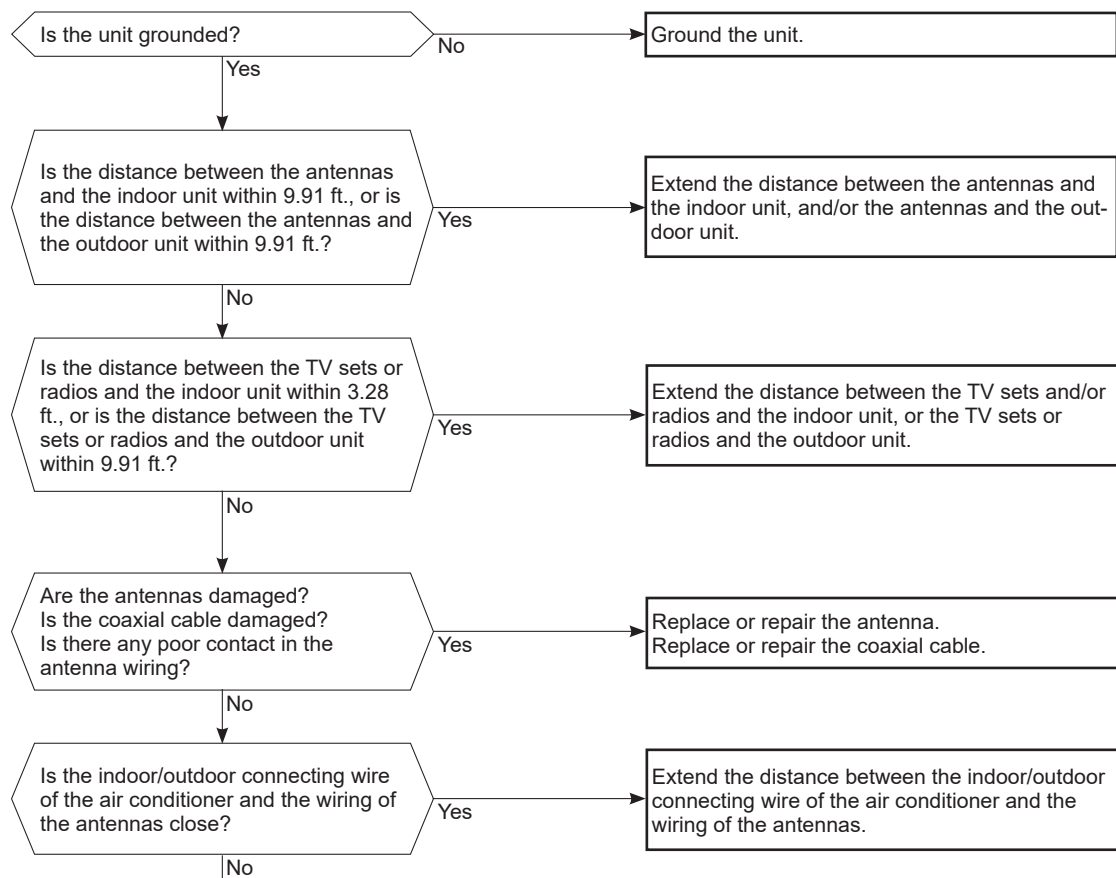 Is the unit grounded?
No
Ground the unit.
Yes
Is the distance between the antennas
and the indoor unit within 9.91 ft., or is
the distance between the antennas and
the outdoor unit within 9.91 ft.?
Yes
Extend the distance between the antennas and
the indoor unit, and/or the antennas and the out-
door unit.
No
Is the distance between the TV sets or
radios and the indoor unit within 3.28
ft., or is the distance between the TV
sets or radios and the outdoor unit
within 9.91 ft.?
Yes
Extend the distance between the TV sets and/or
radios and the indoor unit, or the TV sets or
radios and the outdoor unit.
No
Are the antennas damaged?
Is the coaxial cable damaged?
Is there any poor contact in the
antenna wiring?
Yes
Replace or repair the antenna.
Replace or repair the coaxial cable.
No
Is the indoor/outdoor connecting wire
of the air conditioner and the wiring of
the antennas close?
Yes
Extend the distance between the indoor/outdoor
connecting wire of the air conditioner and the
wiring of the antennas.
No